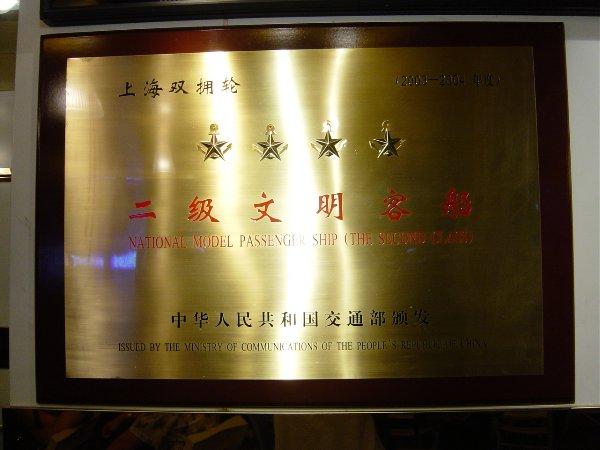 上海双拥轮
(2003—2004 年度)
二级文明客船
NATIONAL MODEL PASSENGER SHIP (THE SECOND CLASS)
中华人民共和国交通部颁发
ISSUED BY THE MINISTRY OF COMMUNICATIONS OF THE PEOPLE'S REPUBLIC OF CHINA